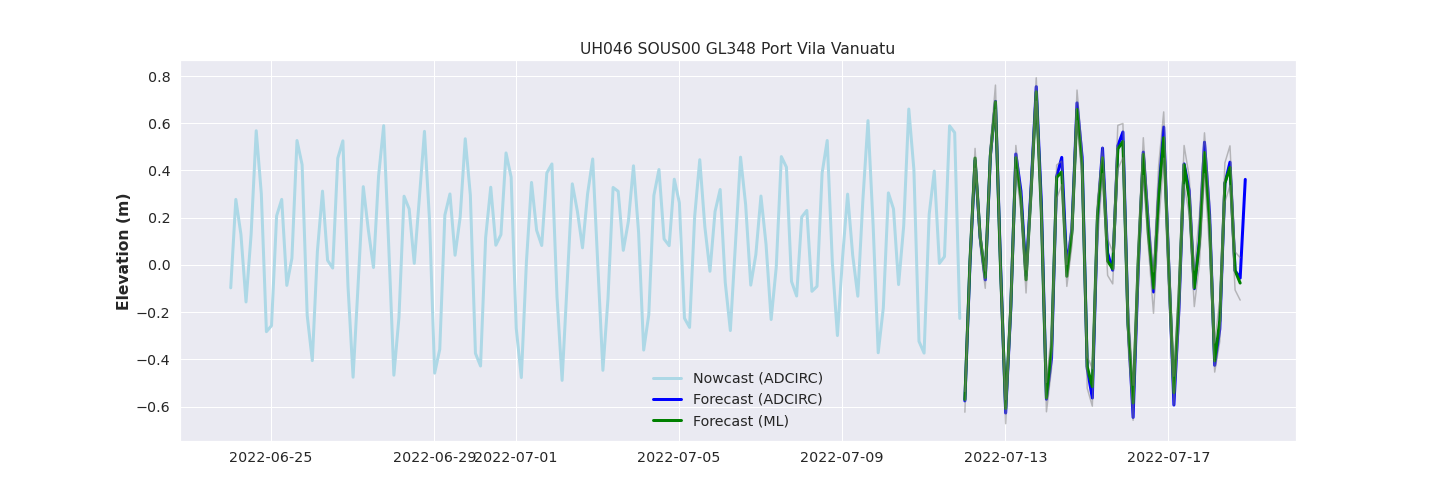 UH046 SOUS00 GL348 Port Vila Vanuatu
Elevation (m)
0.8
0.6
0.4
0.2
0.0
−0.2
−0.4
−0.6
Nowcast (ADCIRC)
Forecast (ADCIRC)
Forecast (ML)
2022-06-25 2022-06-29 2022-07-01 2022-07-05 2022-07-09 2022-07-13 2022-07-17